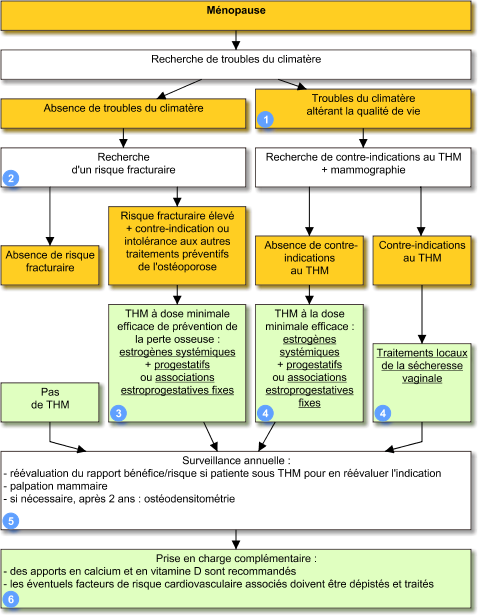 Ménopause
Recherche de troubles du climatère
Absence de troubles du climatère
Troubles du climatère
altérant la qualité de vie
1
Recherche
d'un risque fracturaire
2
Recherche de contre-indications au THM
+ mammographie
Absence de risque
fracturaire
Risque fracturaire élevé
+ contre-indication ou
intolérance aux autres
traitements préventifs
de l'ostéoporose
Absence de contre-
indications
au THM
Contre-indications
au THM
Pas
de THM
THM à dose minimale
efficace de prévention de
la perte osseuse :
estrogènes systémiques
+ progestatifs
ou associations
estroprogestatives fixes
3
THM à la dose
minimale efficace :
estrogènes
systémiques
+ progestatifs
ou associations
estroprogestatives
fixes
4
Traitements locaux
de la sécheresse
vaginale
4
Surveillance annuelle :
- réévaluation du rapport bénéfice/risque si patiente sous THM pour en réévaluer l'indication
- palpation mammaire
- si nécessaire, après 2 ans : ostéodensitométrie
5
Prise en charge complémentaire :
- des apports en calcium et en vitamine D sont recommandés
- les éventuels facteurs de risque cardiovasculaire associés doivent être dépistés et traités
6